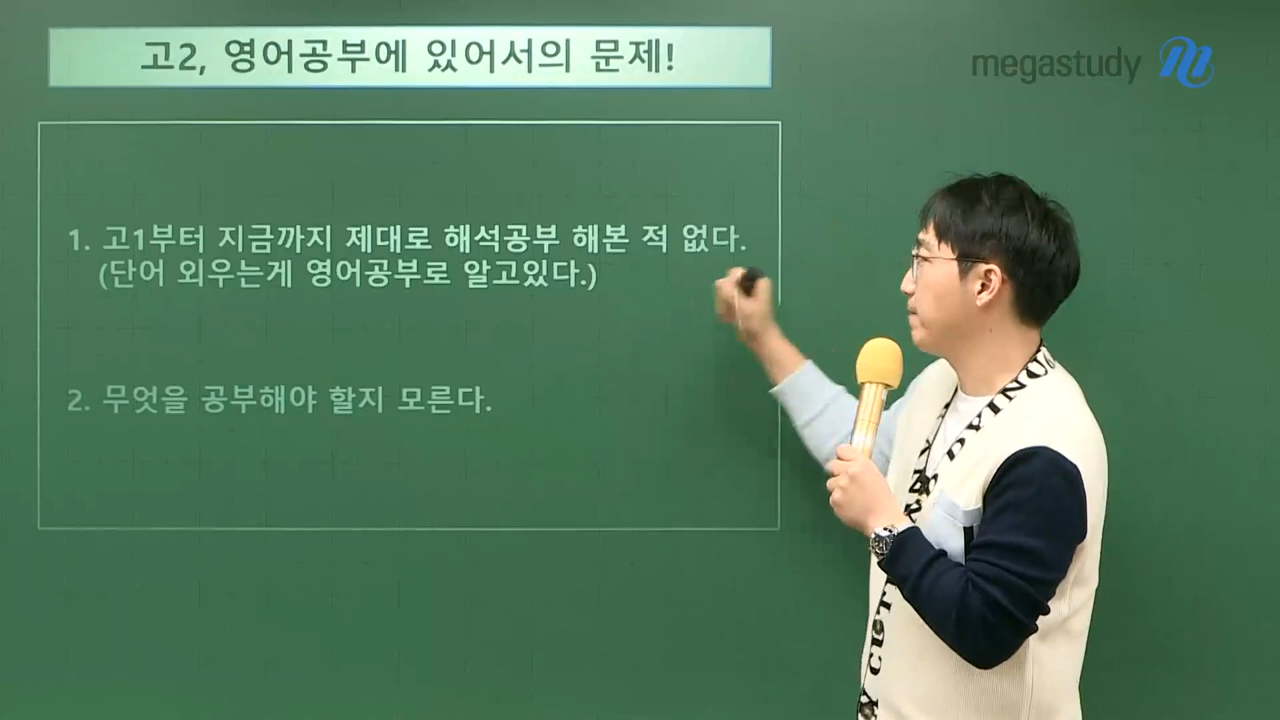 고2, 영어공부에 있어서의 문제!
megastudy
1. 고1부터 지금까지 제대로 해석공부 해본 적 없다.
(단어 외우는게 영어공부로 알고있다.)
2. 무엇을 공부해야 할지 모른다.
DYING